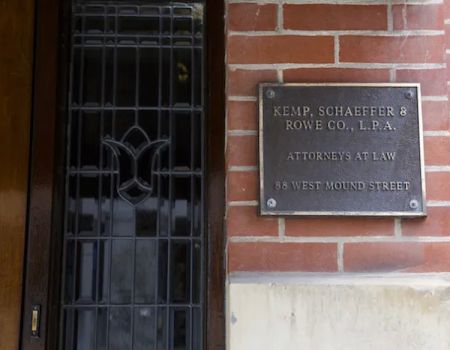 KEMP, SCHAEFFER &
ROWE CO., L.P.A.
ATTORNEYS AT LAW
88 WEST MOUND STREET